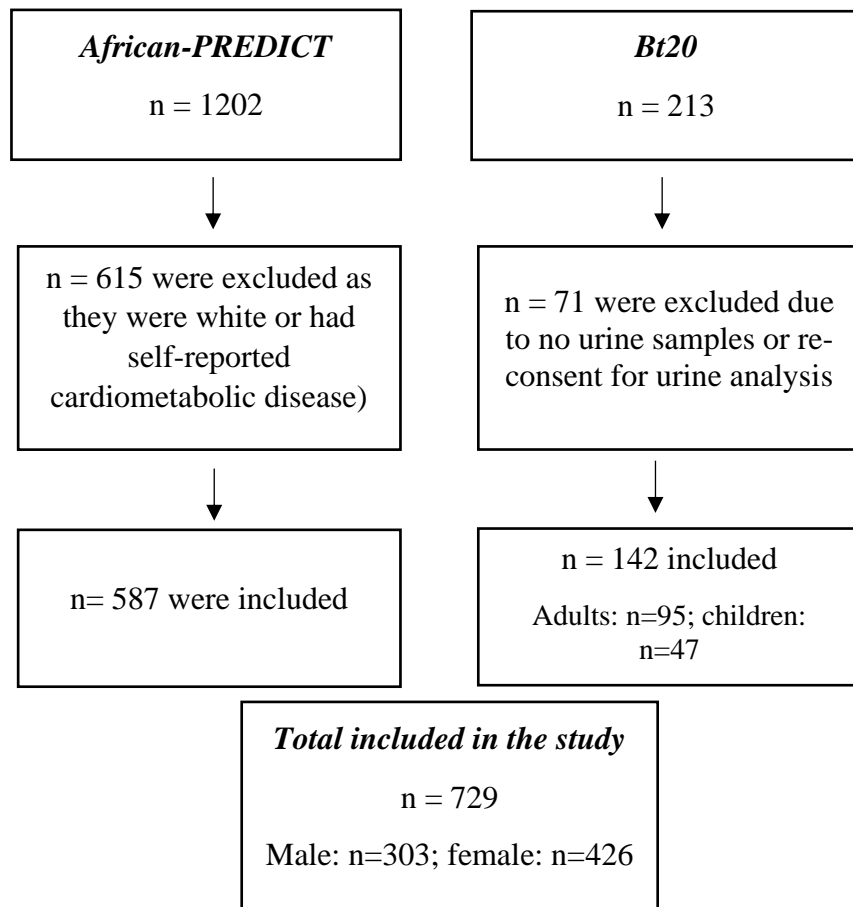 African-PREDICT
n = 1202
n = 615 were excluded as
they were white or had
self-reported
cardiometabolic disease)
n= 587 were included
Bt20
n = 213
n = 71 were excluded due
to no urine samples or re-
consent for urine analysis
n = 142 included
Adults: n=95; children:
n=47
Total included in the study
n = 729
Male: n=303; female: n=426